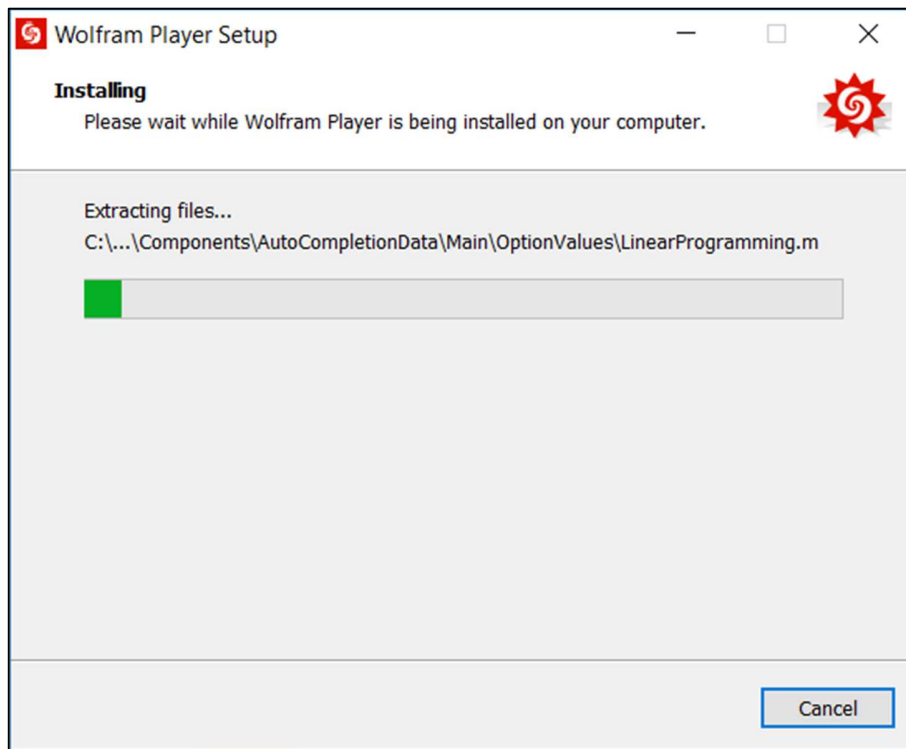 Wolfram Player Setup
Installing
Please wait while Wolfram Player is being installed on your computer.
Extracting files...
C:\...\Components\AutoCompletionData\Main\OptionValues\LinearProgramming.m
Cancel